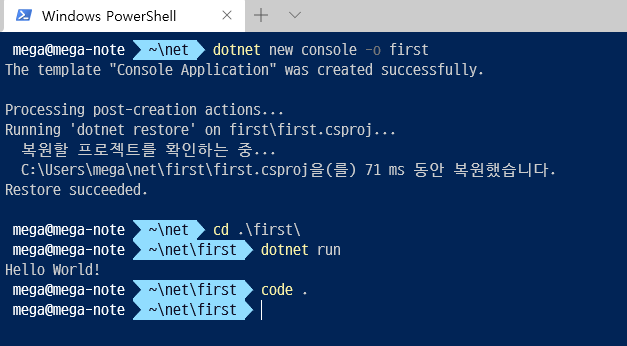 Windows PowerShell
mega@mega-note ~\net dotnet new console -o first
The template "Console Application" was created successfully.
Processing post-creation actions...
Running 'dotnet restore' on first\first.csproj...
복원할 프로젝트를 확인하는 중...
C:\Users\mega\net\first\first.csproj을(를) 71 ms 동안 복원했습니다.
Restore succeeded.
mega@mega-note ~\net cd .\first\
mega@mega-note ~\net\first dotnet run
Hello World!
mega@mega-note ~\net\first code .
mega@mega-note ~\net\first